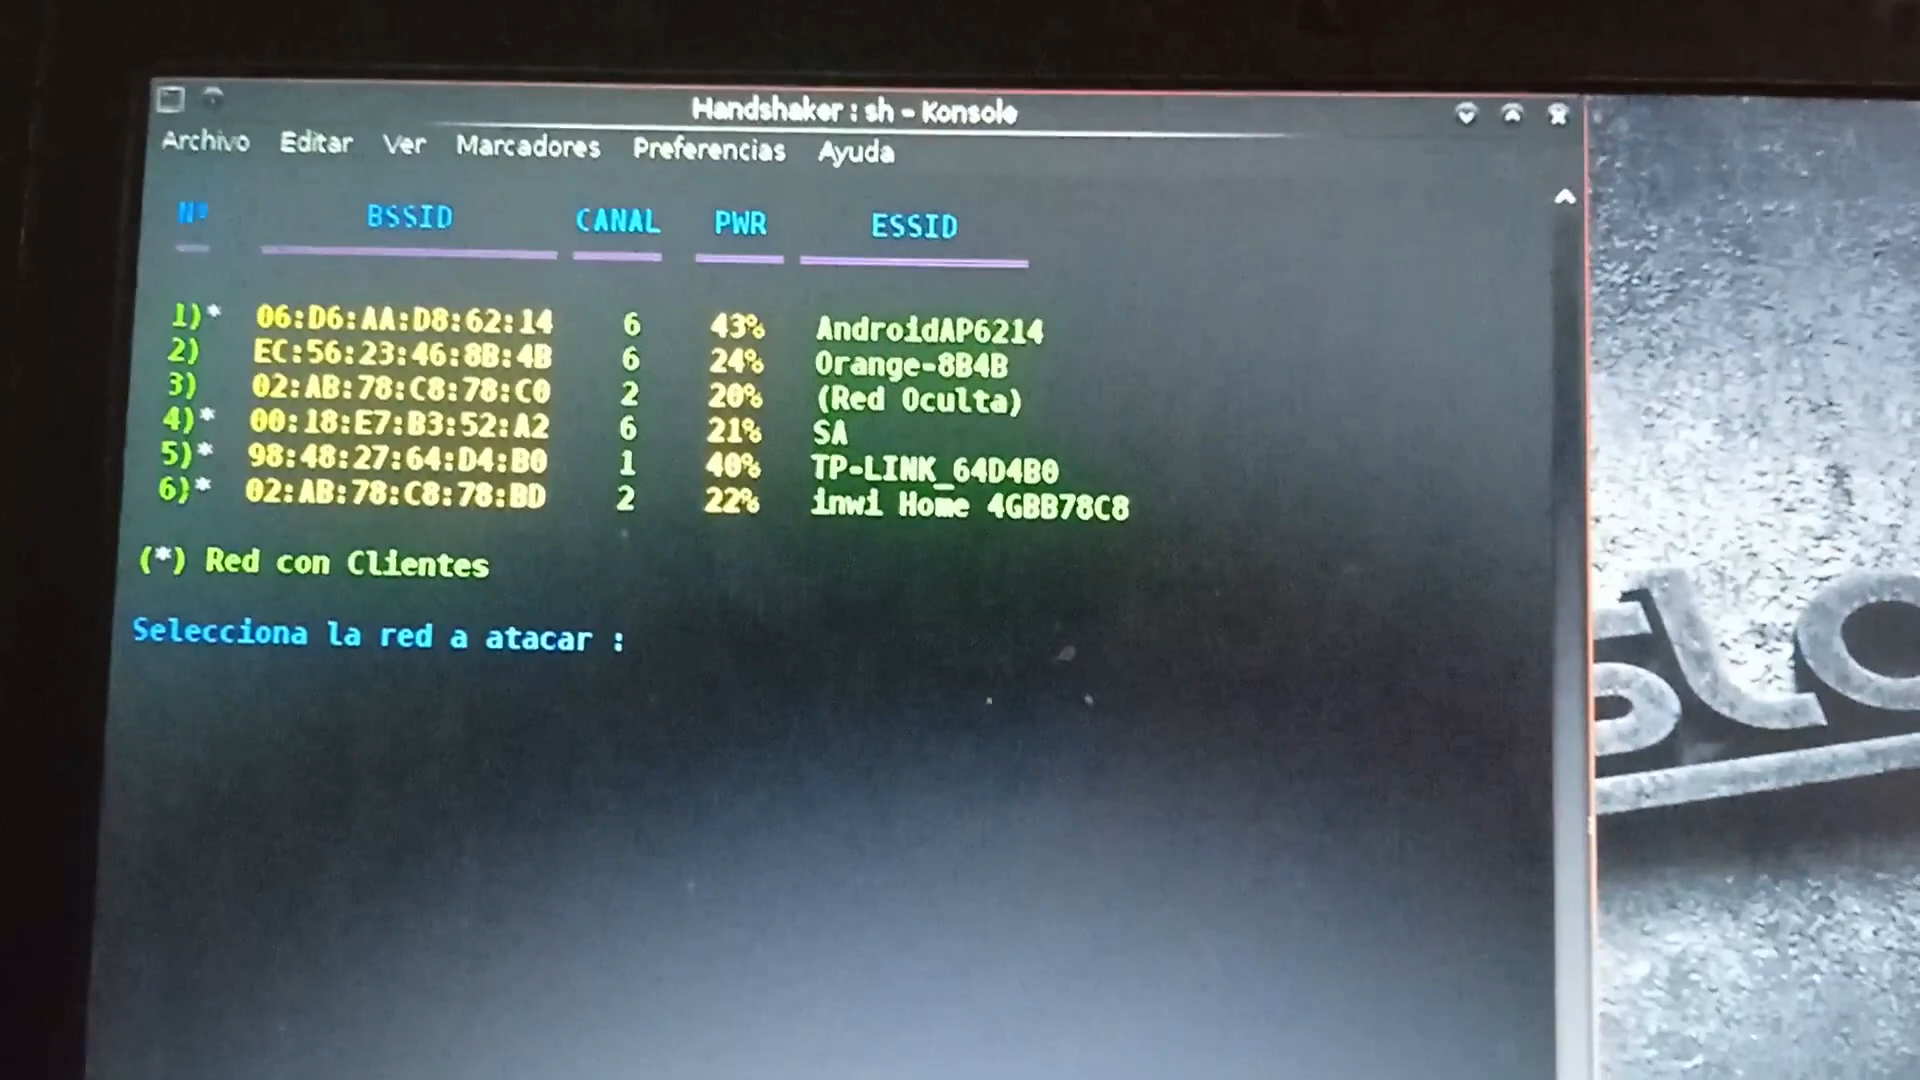 Handshaker : sh - Konsole
Archivo Editar Ver Marcadores Preferencias Ayuda
Nº BSSID CANAL PWR ESSID
1)* 06:D6:AA:D8:62:14 6 43% AndroidAP6214
2) EC:56:23:46:8B:4B 6 24% Orange-8B4B
3) 02:AB:78:C8:78:C0 2 20% (Red Oculta)
4)* 00:18:E7:B3:52:A2 6 21% SA
5)* 98:48:27:64:D4:B0 1 40% TP-LINK_64D4B0
6)* 02:AB:78:C8:78:BD 2 22% inwi Home 4GBB78C8
(*) Red con Clientes
Selecciona la red a atacar :
slo